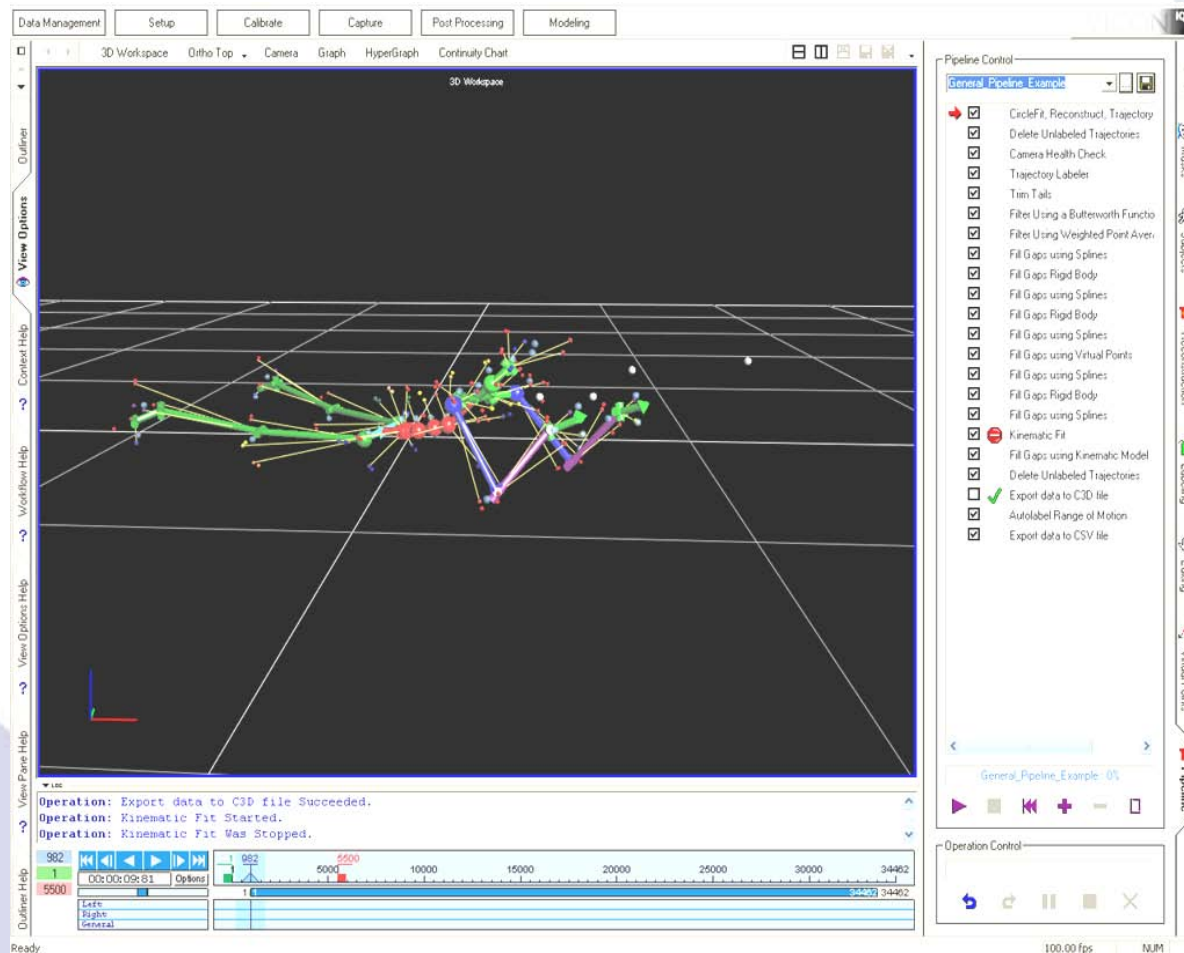 Data Management Setup Calibrate Capture Post Processing Modeling
VICON
3D Workspace Ortho Top Camera Graph HyperGraph Continuity Chart
3D Workspace
Outliner
View Options
Context Help
Workflow Help
View Options Help
View Pane Help
Outliner Help
Pipeline Control
General_Pipeline_Example
CircleFit, Reconstruct, Trajectory
Delete Unlabeled Trajectories
Camera Health Check
Trajectory Labeler
Trim Tails
Filter Using a Butterworth Functio
Filter Using Weighted Point Aver
Fill Gaps using Splines
Fill Gaps Rigid Body
Fill Gaps using Splines
Fill Gaps Rigid Body
Fill Gaps using Splines
Fill Gaps using Virtual Points
Fill Gaps using Splines
Fill Gaps Rigid Body
Fill Gaps using Splines
Kinematic Fit
Fill Gaps using Kinematic Model
Delete Unlabeled Trajectories
Export data to C3D file
Autolabel Range of Motion
Export data to CSV file
General_Pipeline_Example : 0%
Operation Control
LOG
Operation: Export data to C3D file Succeeded.
Operation: Kinematic Fit Started.
Operation: Kinematic Fit Was Stopped.
982
1
5500
00:00:09:81 Options
1 982 5500
1 5000 10000 15000 20000 25000 30000 34462
1 1 34462 34462
Left
Right
General
Ready 100.00 fps NUM